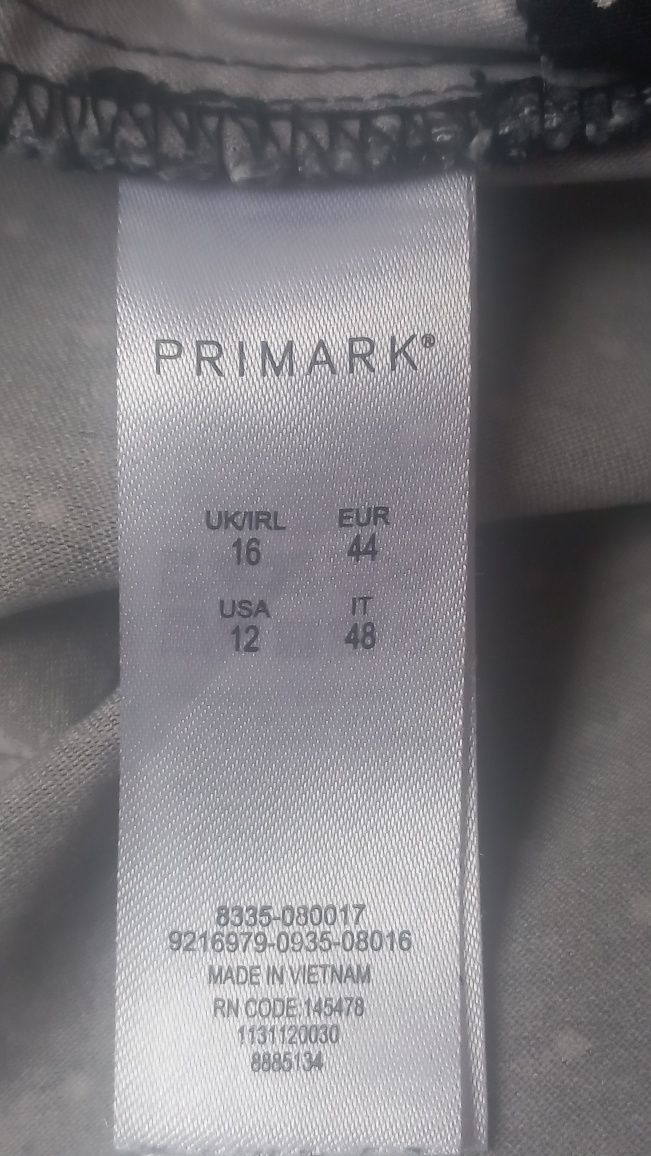 PRIMARK®
UK/IRL EUR
16 44
USA IT
12 48
8335-080017
9216979-0935-08016
MADE IN VIETNAM
RN CODE:145478
1131120030
8885134